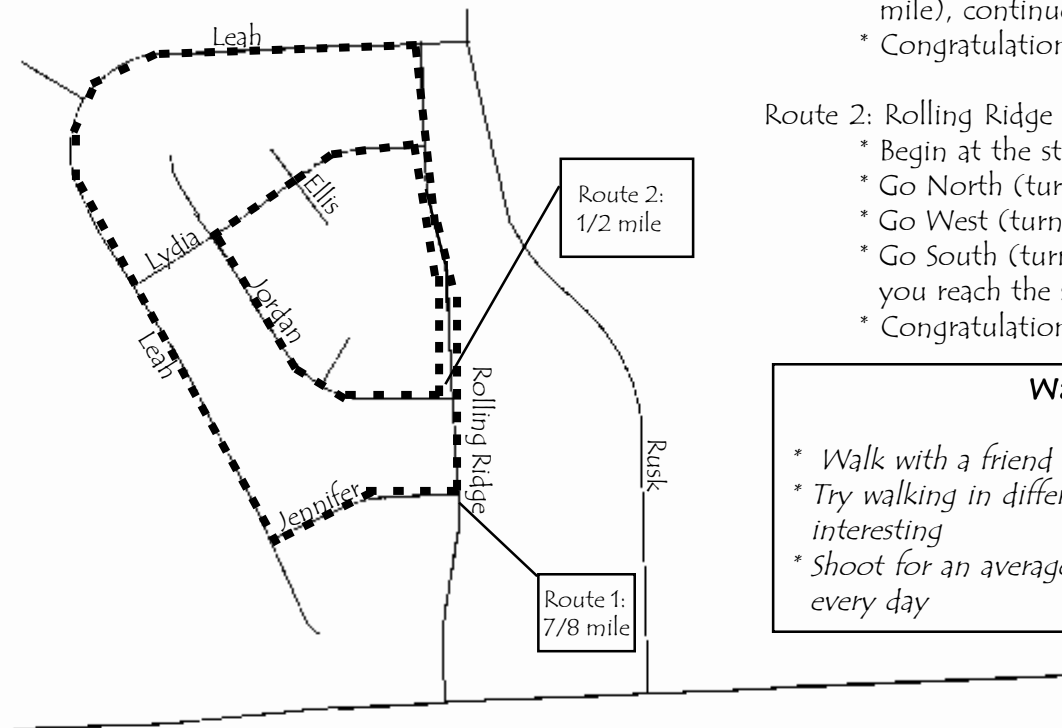 Leah
Ellis
Lydia
Jordan
Leah
Jennifer
Rolling Ridge
Rusk
Route 2:
1/2 mile
Route 1:
7/8 mile
mile), continu
* Congratulation
Route 2: Rolling Ridge
* Begin at the st
* Go North (tur
* Go West (turn
* Go South (turn
you reach the
* Congratulation
Wa
* Walk with a friend
* Try walking in differ
interesting
* Shoot for an average
every day